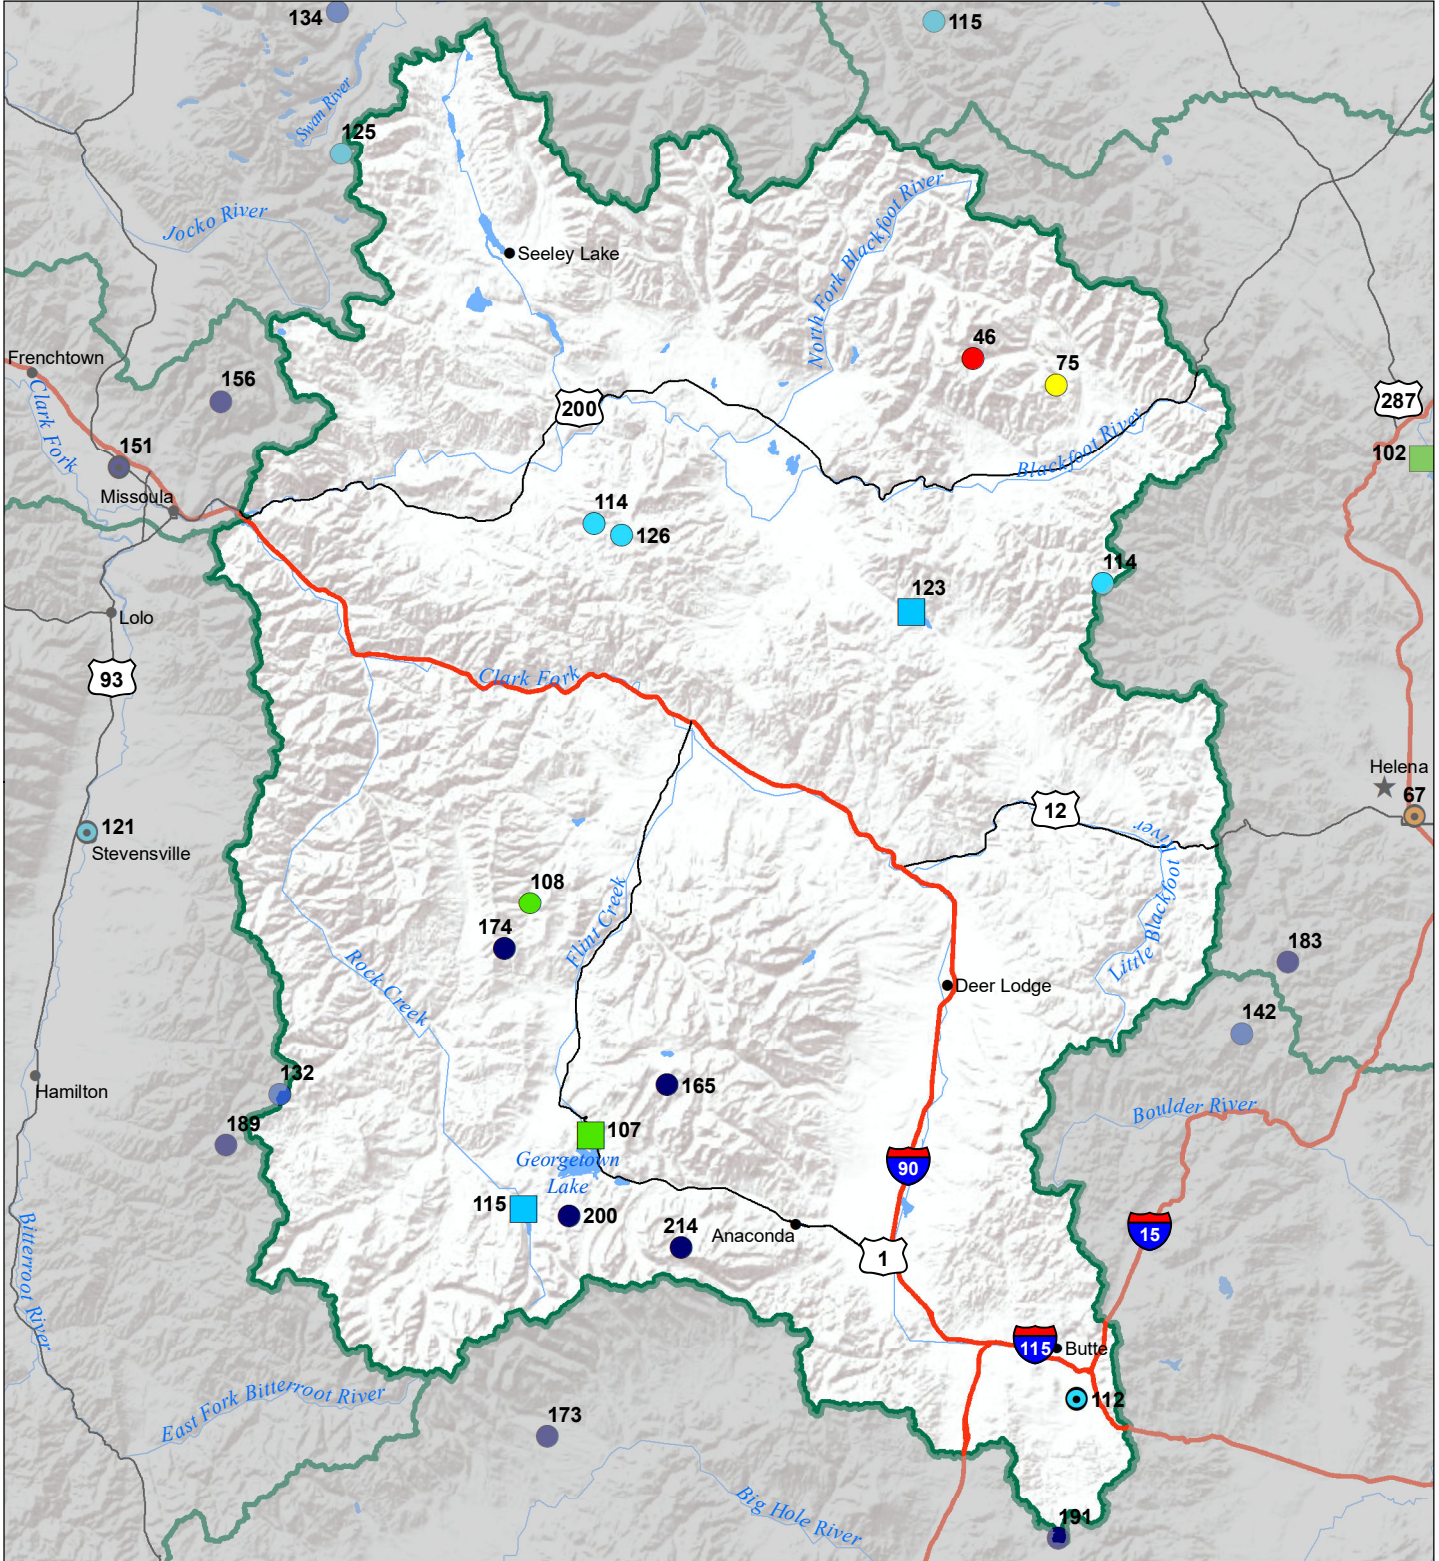 134
115
Swan River
125
Jocko River
North Fork Blackfoot River
Seeley Lake
46
75
Frenchtown
156
Clark Fork
200
287
151
Blackfoot River
102
Missoula
114
126
114
123
Lolo
93
Clark Fork
Helena
67
12
121
Stevensville
Little Blackfoot River
108
Flint Creek
174
183
Rock Creek
Deer Lodge
142
132
165
Hamilton
Boulder River
189
107
Georgetown
Lake
90
115
200
214
Anaconda
15
1
Bitterroot River
115
Butte
East Fork Bitterroot River
112
173
Big Hole River
191